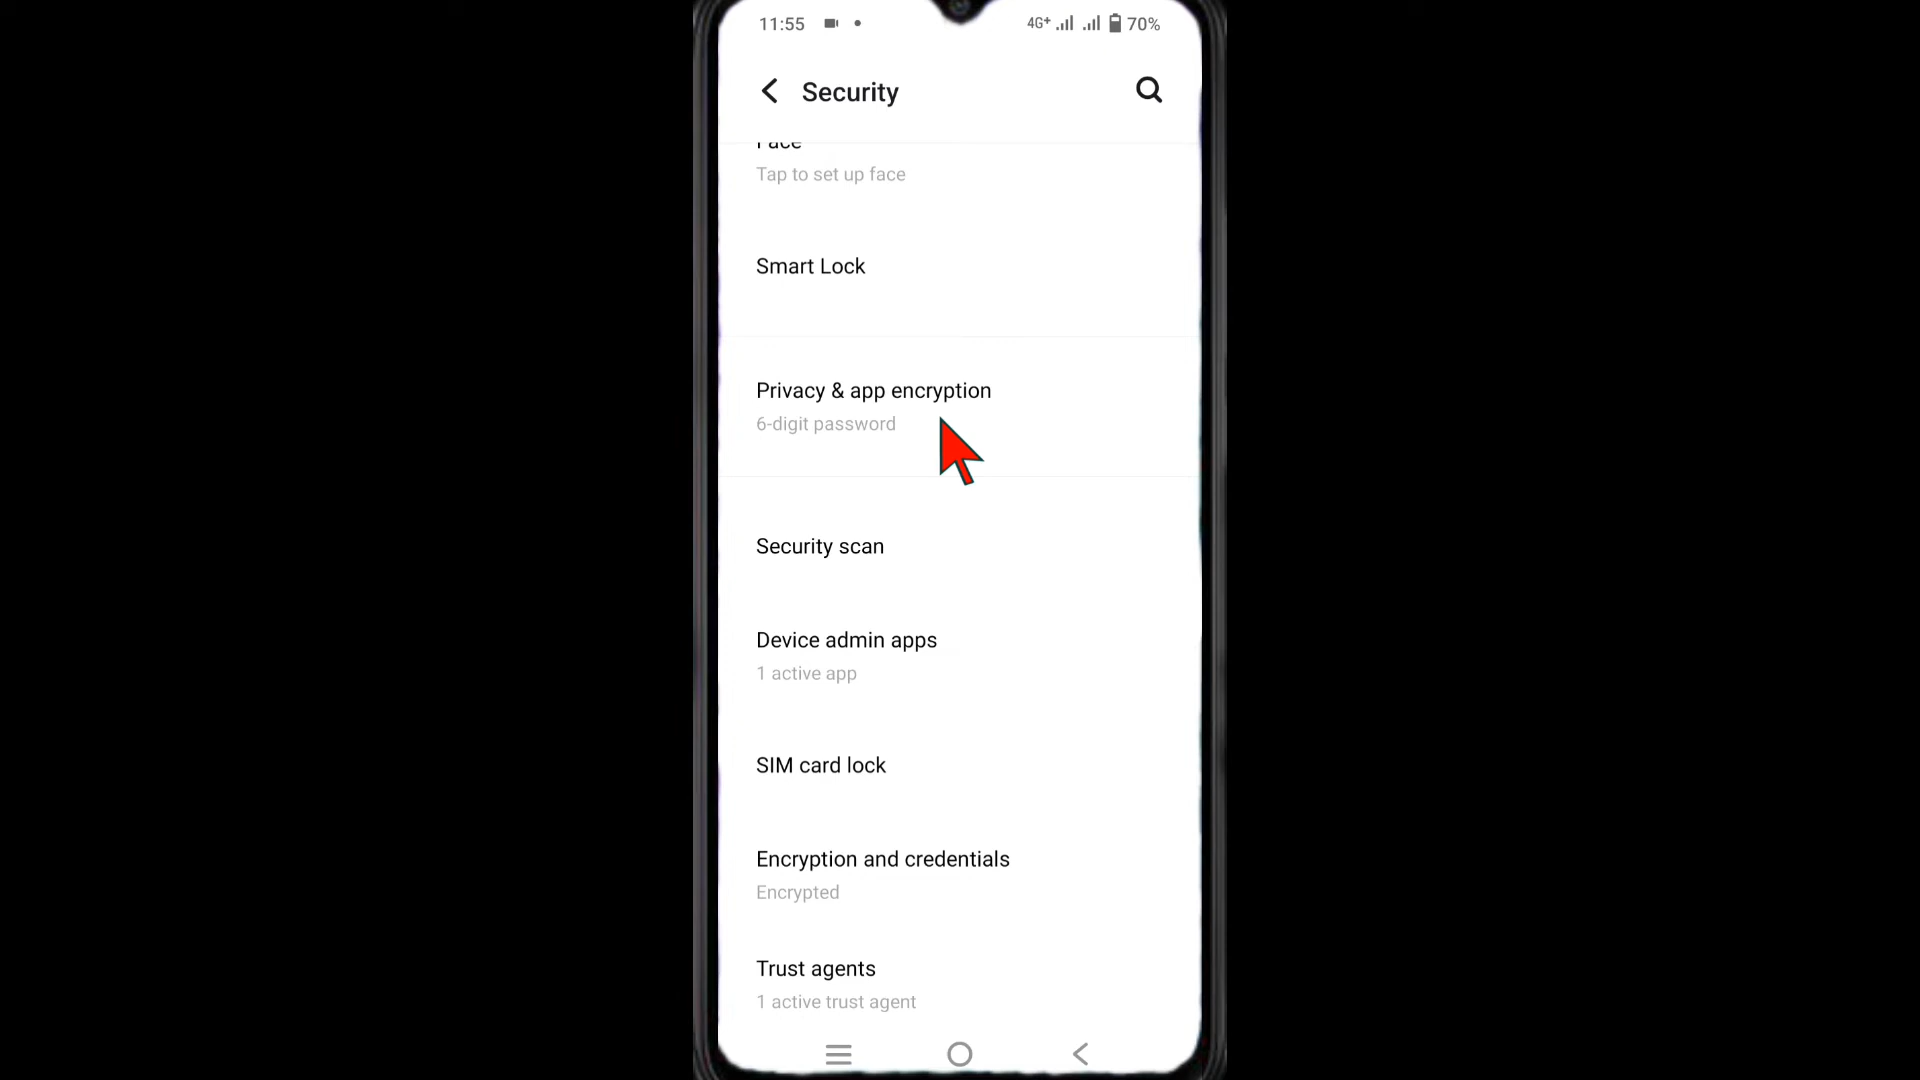 11:55 4G+ 70%
Security
Face
Tap to set up face
Smart Lock
Privacy & app encryption
6-digit password
Security scan
Device admin apps
1 active app
SIM card lock
Encryption and credentials
Encrypted
Trust agents
1 active trust agent